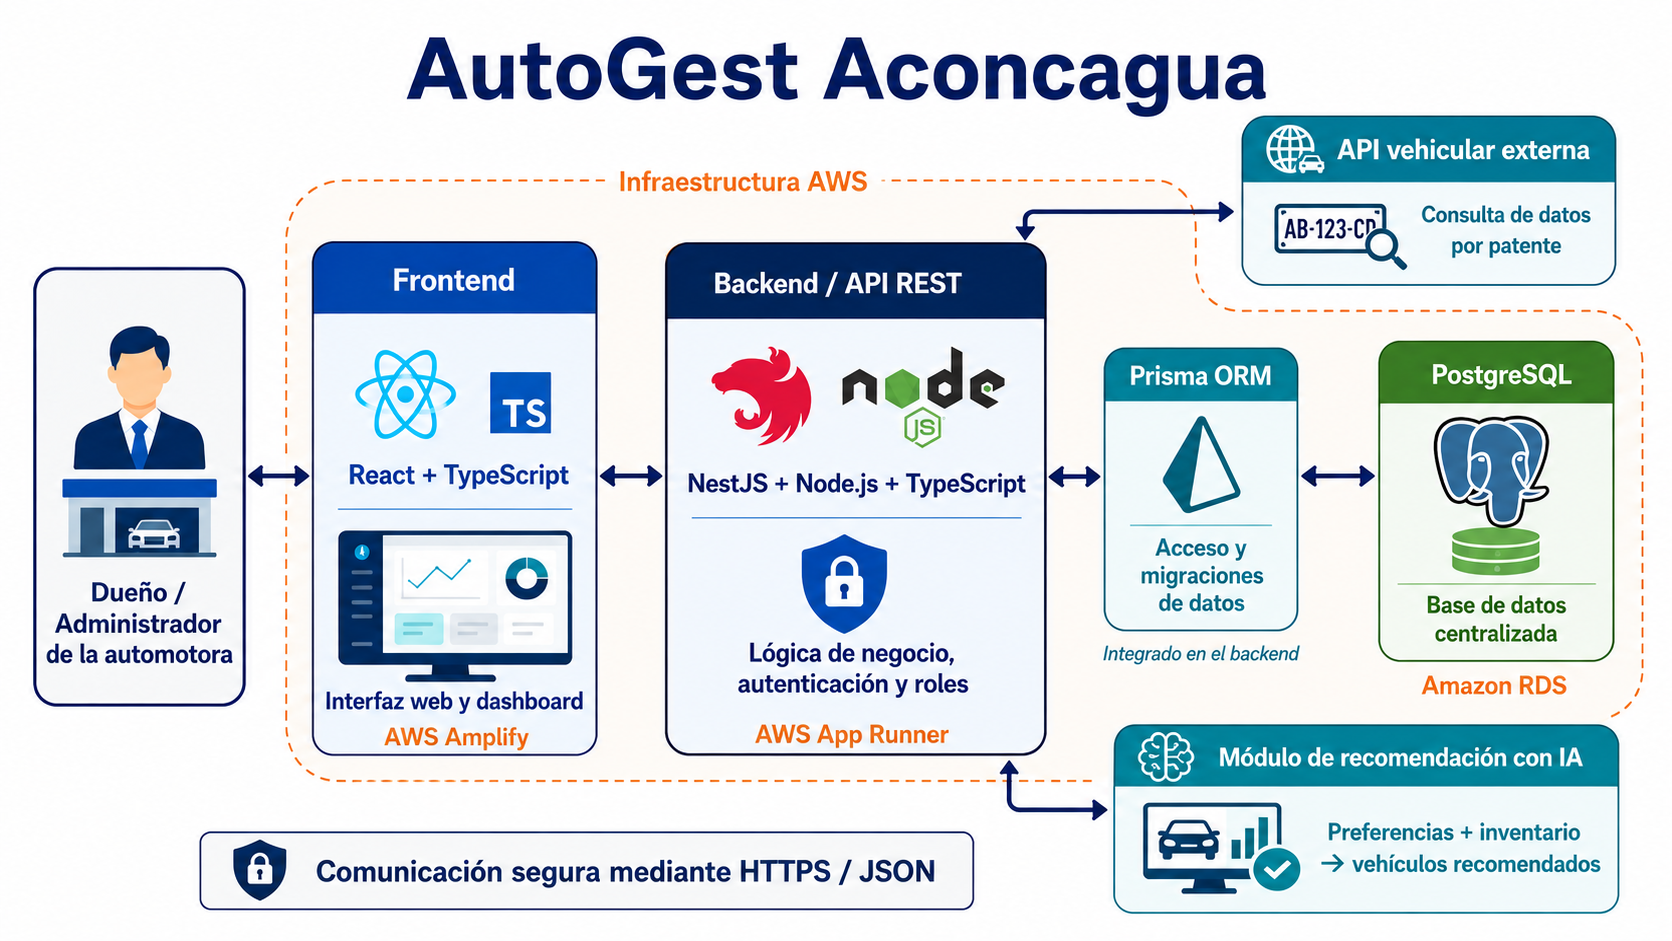 AutoGest Aconcagua
Infraestructura AWS
API vehicular externa
AB-123-CD
Consulta de datos
por patente
Dueño /
Administrador
de la automotora
Frontend
TS
React + TypeScript
Interfaz web y dashboard
AWS Amplify
Backend / API REST
node
JS
NestJS + Node.js + TypeScript
Lógica de negocio,
autenticación y roles
AWS App Runner
Prisma ORM
Acceso y
migraciones
de datos
Integrado en el backend
PostgreSQL
Base de datos
centralizada
Amazon RDS
Módulo de recomendación con IA
Preferencias + inventario
→ vehículos recomendados
Comunicación segura mediante HTTPS / JSON